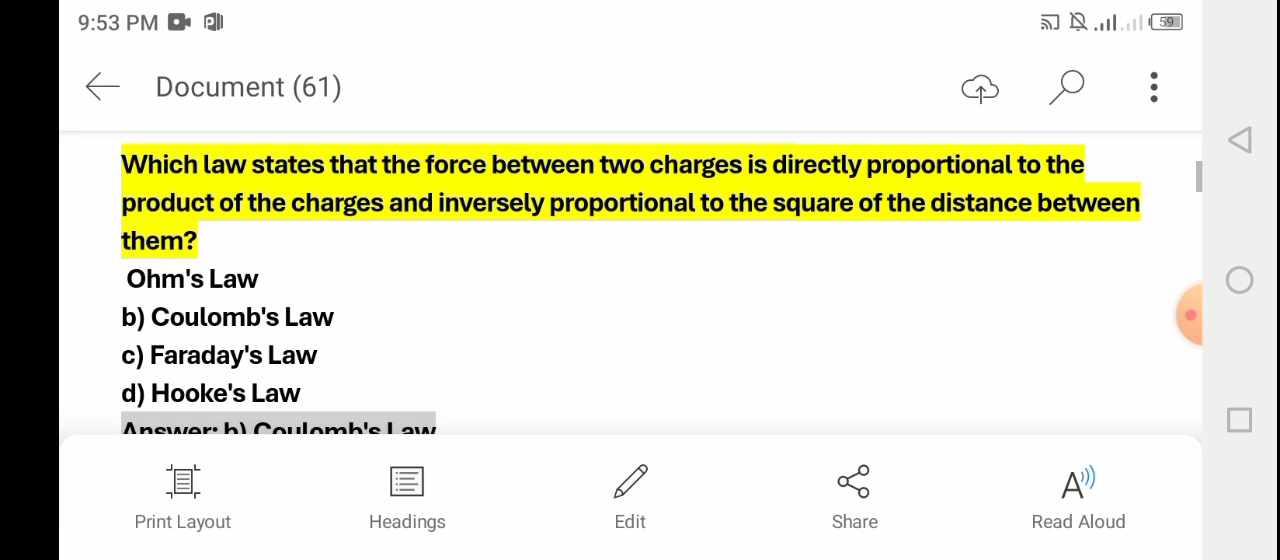 9:53 PM
59
Document (61)
Which law states that the force between two charges is directly proportional to the
product of the charges and inversely proportional to the square of the distance between
them?
Ohm's Law
b) Coulomb's Law
c) Faraday's Law
d) Hooke's Law
Answer: b) Coulomb's Law
Print Layout
Headings
Edit
Share
Read Aloud